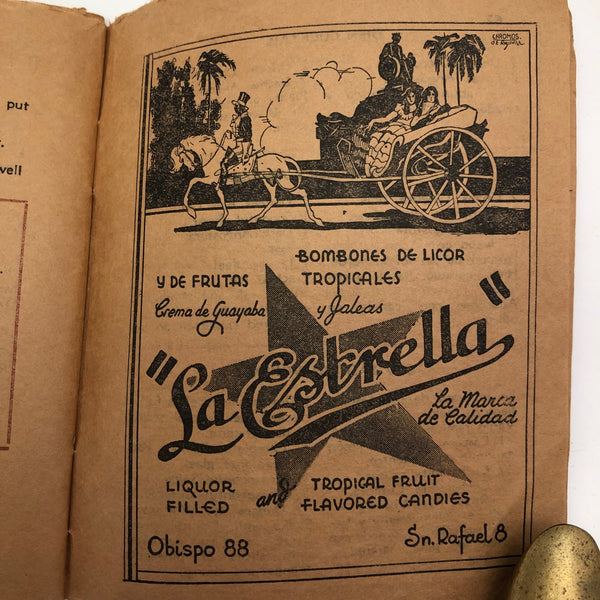 put
r.
well
CHROMOS.
BOMBONES DE LICOR
Y DE FRUTAS TROPICALES
Crema de Guayaba y Jaleas
"La Estrella"
La Marca
de Calidad
LIQUOR
FILLED
and
TROPICAL FRUIT
FLAVORED CANDIES
Obispo 88
Sn. Rafael 8